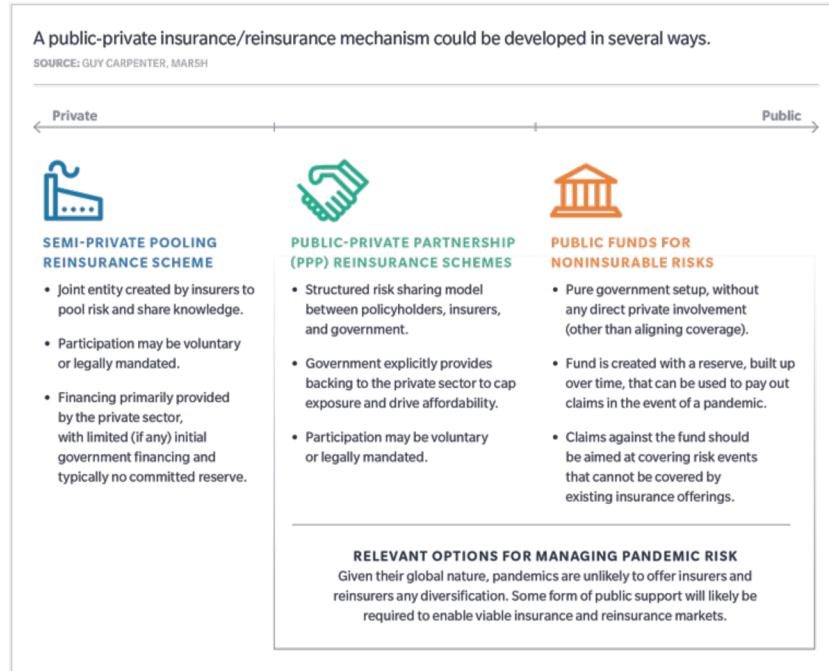 A public-private insurance/reinsurance mechanism could be developed in several ways.
SOURCE: GUY CARPENTER, MARSH
Private
Public
SEMI-PRIVATE POOLING
REINSURANCE SCHEME
• Joint entity created by insurers to
pool risk and share knowledge.
• Participation may be voluntary
or legally mandated.
• Financing primarily provided
by the private sector,
with limited (if any) initial
government financing and
typically no committed reserve.
PUBLIC-PRIVATE PARTNERSHIP
(PPP) REINSURANCE SCHEMES
• Structured risk sharing model
between policyholders, insurers,
and government.
• Government explicitly provides
backing to the private sector to cap
exposure and drive affordability.
• Participation may be voluntary
or legally mandated.
PUBLIC FUNDS FOR
NONINSURABLE RISKS
• Pure government setup, without
any direct private involvement
(other than aligning coverage).
• Fund is created with a reserve, built up
over time, that can be used to pay out
claims in the event of a pandemic.
• Claims against the fund should
be aimed at covering risk events
that cannot be covered by
existing insurance offerings.
RELEVANT OPTIONS FOR MANAGING PANDEMIC RISK
Given their global nature, pandemics are unlikely to offer insurers and
reinsurers any diversification. Some form of public support will likely be
required to enable viable insurance and reinsurance markets.